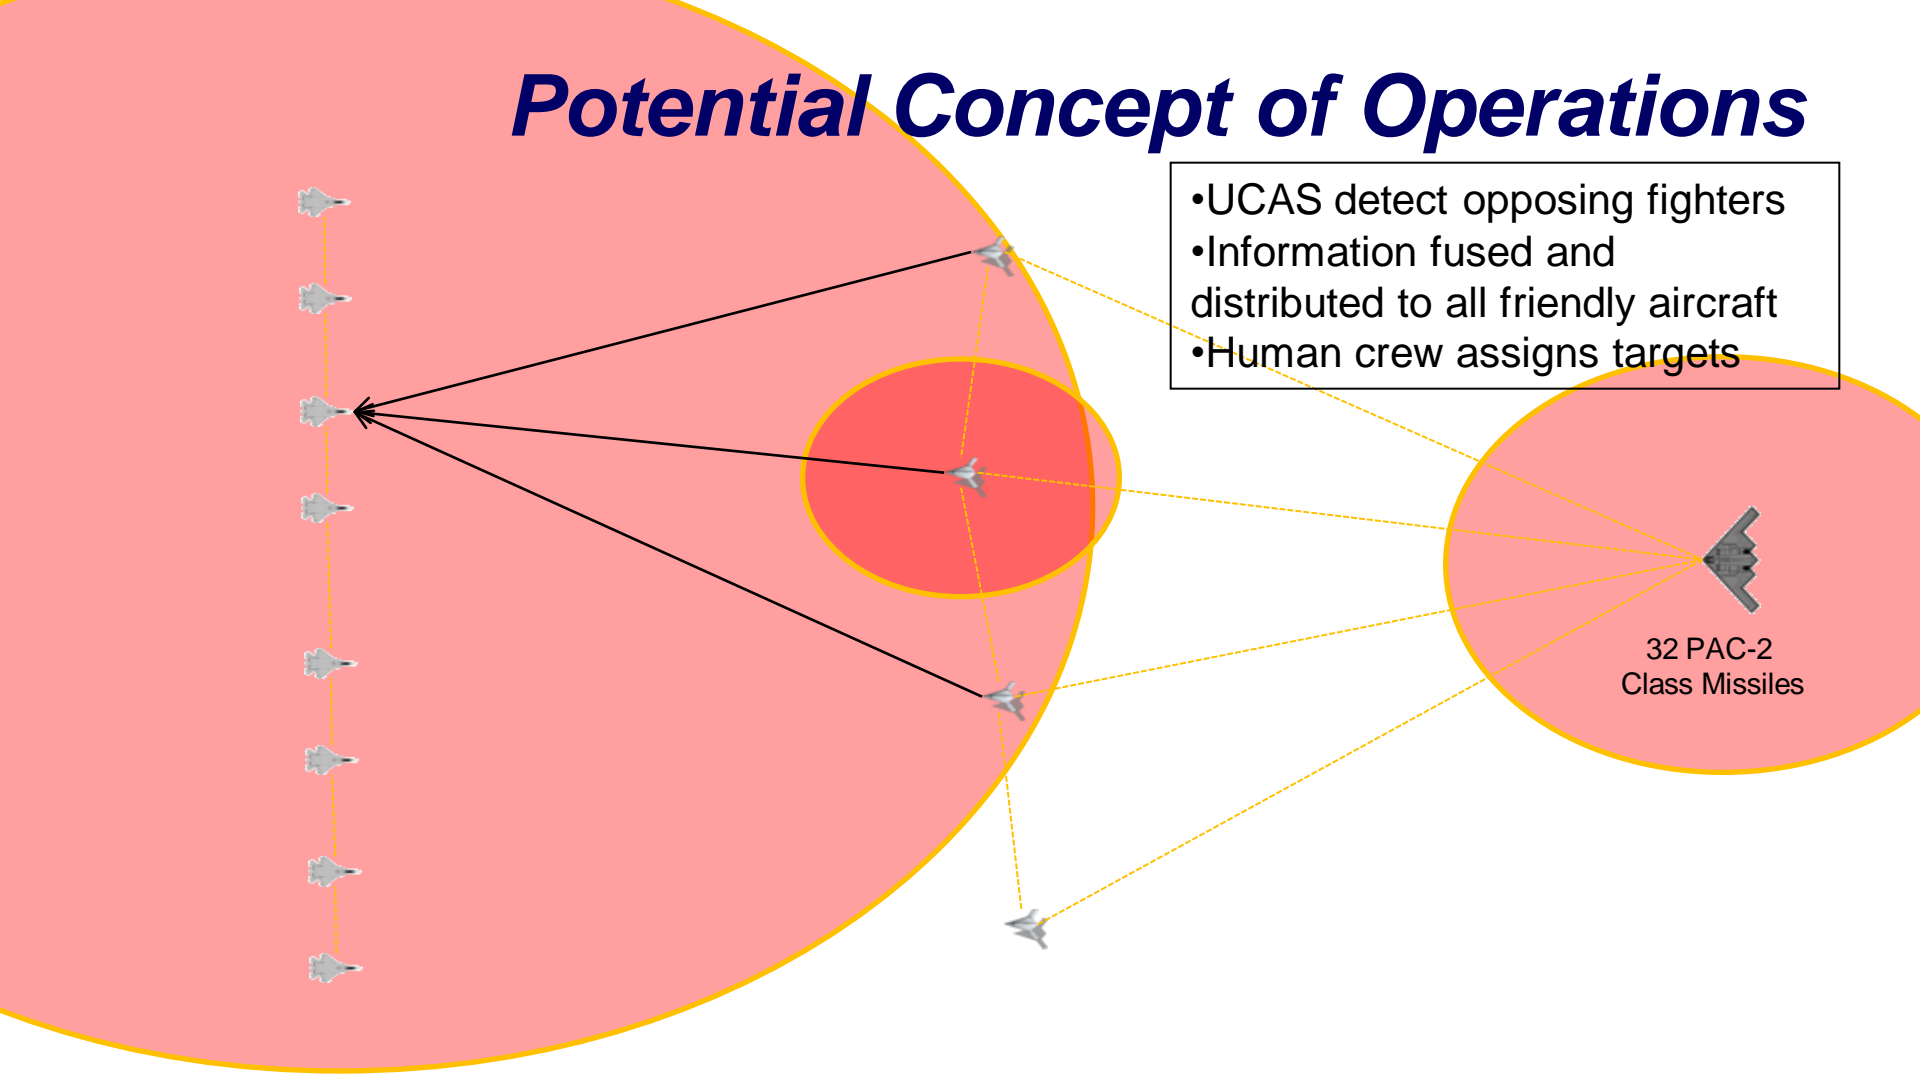 Potential Concept of Operations
•UCAS detect opposing fighters
•Information fused and
distributed to all friendly aircraft
•Human crew assigns targets
32 PAC-2
Class Missiles